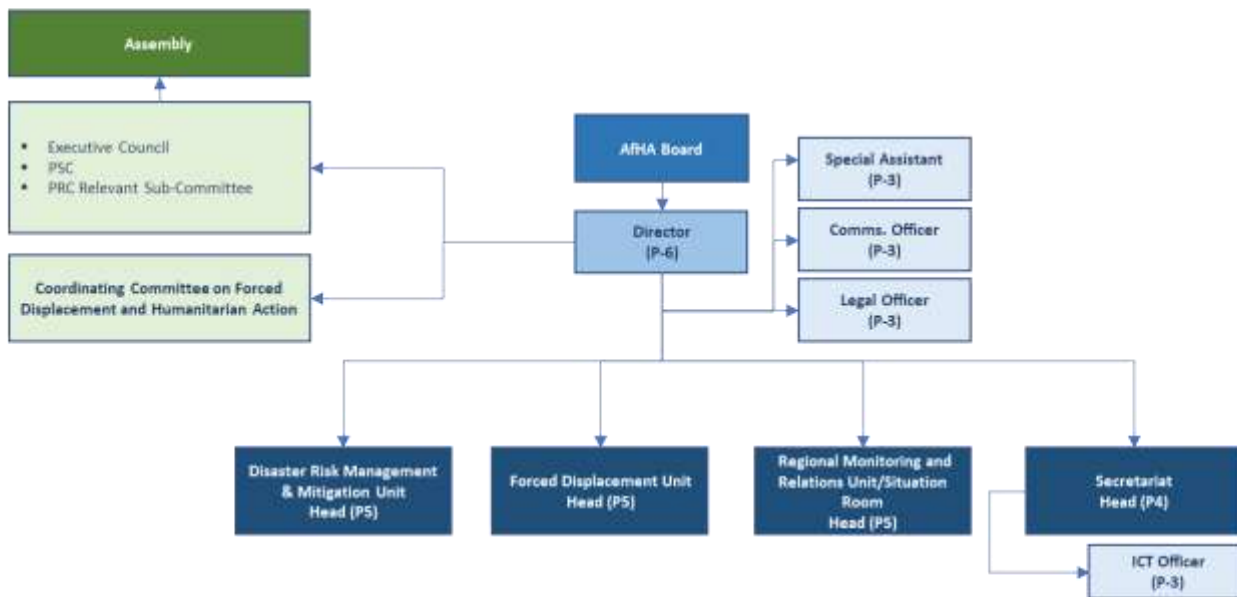 Assembly
▪ Executive Council
▪ PSC
▪ PRC Relevant Sub-Committee
Coordinating Committee on Forced
Displacement and Humanitarian Action
AfHA Board
Director
(P-6)
Special Assistant
(P-3)
Comms. Officer
(P-3)
Legal Officer
(P-3)
Disaster Risk Management
& Mitigation Unit
Head (P5)
Forced Displacement Unit
Head (P5)
Regional Monitoring and
Relations Unit/Situation
Room
Head (P5)
Secretariat
Head (P4)
ICT Officer
(P-3)